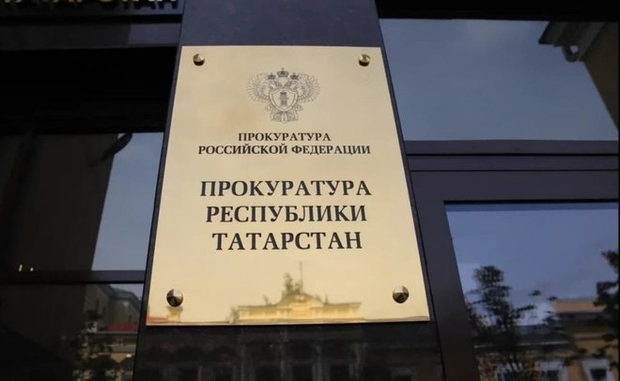 ПРОКУРАТУРА
РОССИЙСКОЙ ФЕДЕРАЦИИ
ПРОКУРАТУРА
РЕСПУБЛИКИ
ТАТАРСТАН